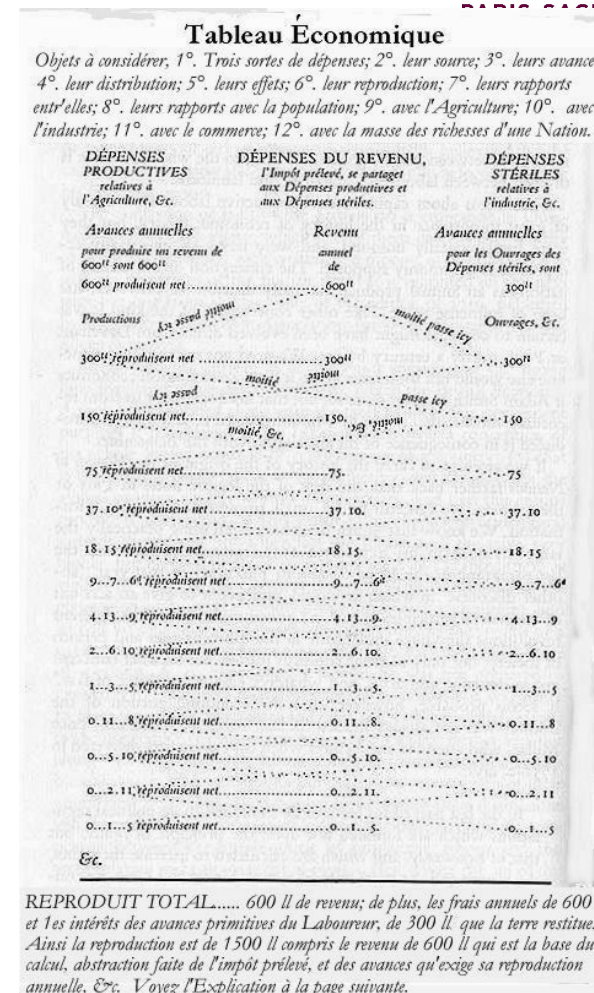 PARIS-SACL
Tableau Économique
Objets à considérer, 1°. Trois sortes de dépenses; 2°. leur source; 3°. leurs avance
4°. leur distribution; 5°. leurs effets; 6°. leur reproduction; 7°. leurs rapports
entr'elles; 8°. leurs rapports avec la population; 9°. avec l'Agriculture; 10°. avec
l'industrie; 11°. avec le commerce; 12°. avec la masse des richesses d'une Nation.
DÉPENSES PRODUCTIVES relatives à l'Agriculture, &c.
DÉPENSES DU REVENU, l'Impôt prélevé, se partaget aux Dépenses productives et aux Dépenses stériles.
DÉPENSES STÉRILES relatives à l'industrie, &c.
Avances annuelles pour produire un revenu de 600ll sont 600ll
Revenu annuel de
Avances annuelles pour les Ouvrages des Dépenses stériles, sont
600ll produisent net.....................600ll 300ll
moitié passe icy moitié passe icy
Productions Ouvrages, &c.
300ll reproduisent net.....................300ll 300ll
passe icy moitié moitié passe icy
150 reproduisent net.....................150. 150
moitié, &c. moitié, &c.
75 reproduisent net.....................75. 75
37.10s reproduisent net.....................37.10. 37.10
18.15 reproduisent net.....................18.15. 18.15
9...7...6d reproduisent net.....................9...7...6d 9...7...6d
4.13...9 reproduisent net.....................4.13...9. 4.13...9
2...6.10 reproduisent net.....................2...6.10. 2...6.10
1...3...5 reproduisent net.....................1...3...5. 1...3...5
0.11...8 reproduisent net.....................0.11...8. 0.11...8
0...5.10 reproduisent net.....................0...5.10. 0...5.10
0...2.11 reproduisent net.....................0...2.11. 0...2.11
0...1...5 reproduisent net.....................0...1...5. 0...1...5
&c.
REPRODUIT TOTAL...... 600 ll de revenu; de plus, les frais annuels de 600
et 1es intérêts des avances primitives du Laboureur, de 300 ll que la terre restitue.
Ainsi la reproduction est de 1500 ll compris le revenu de 600 ll qui est la base du
calcul, abstraction faite de l'impôt prélevé, et des avances qu'exige sa reproduction
annuelle, &c. Voyez l'Explication à la page suivante.